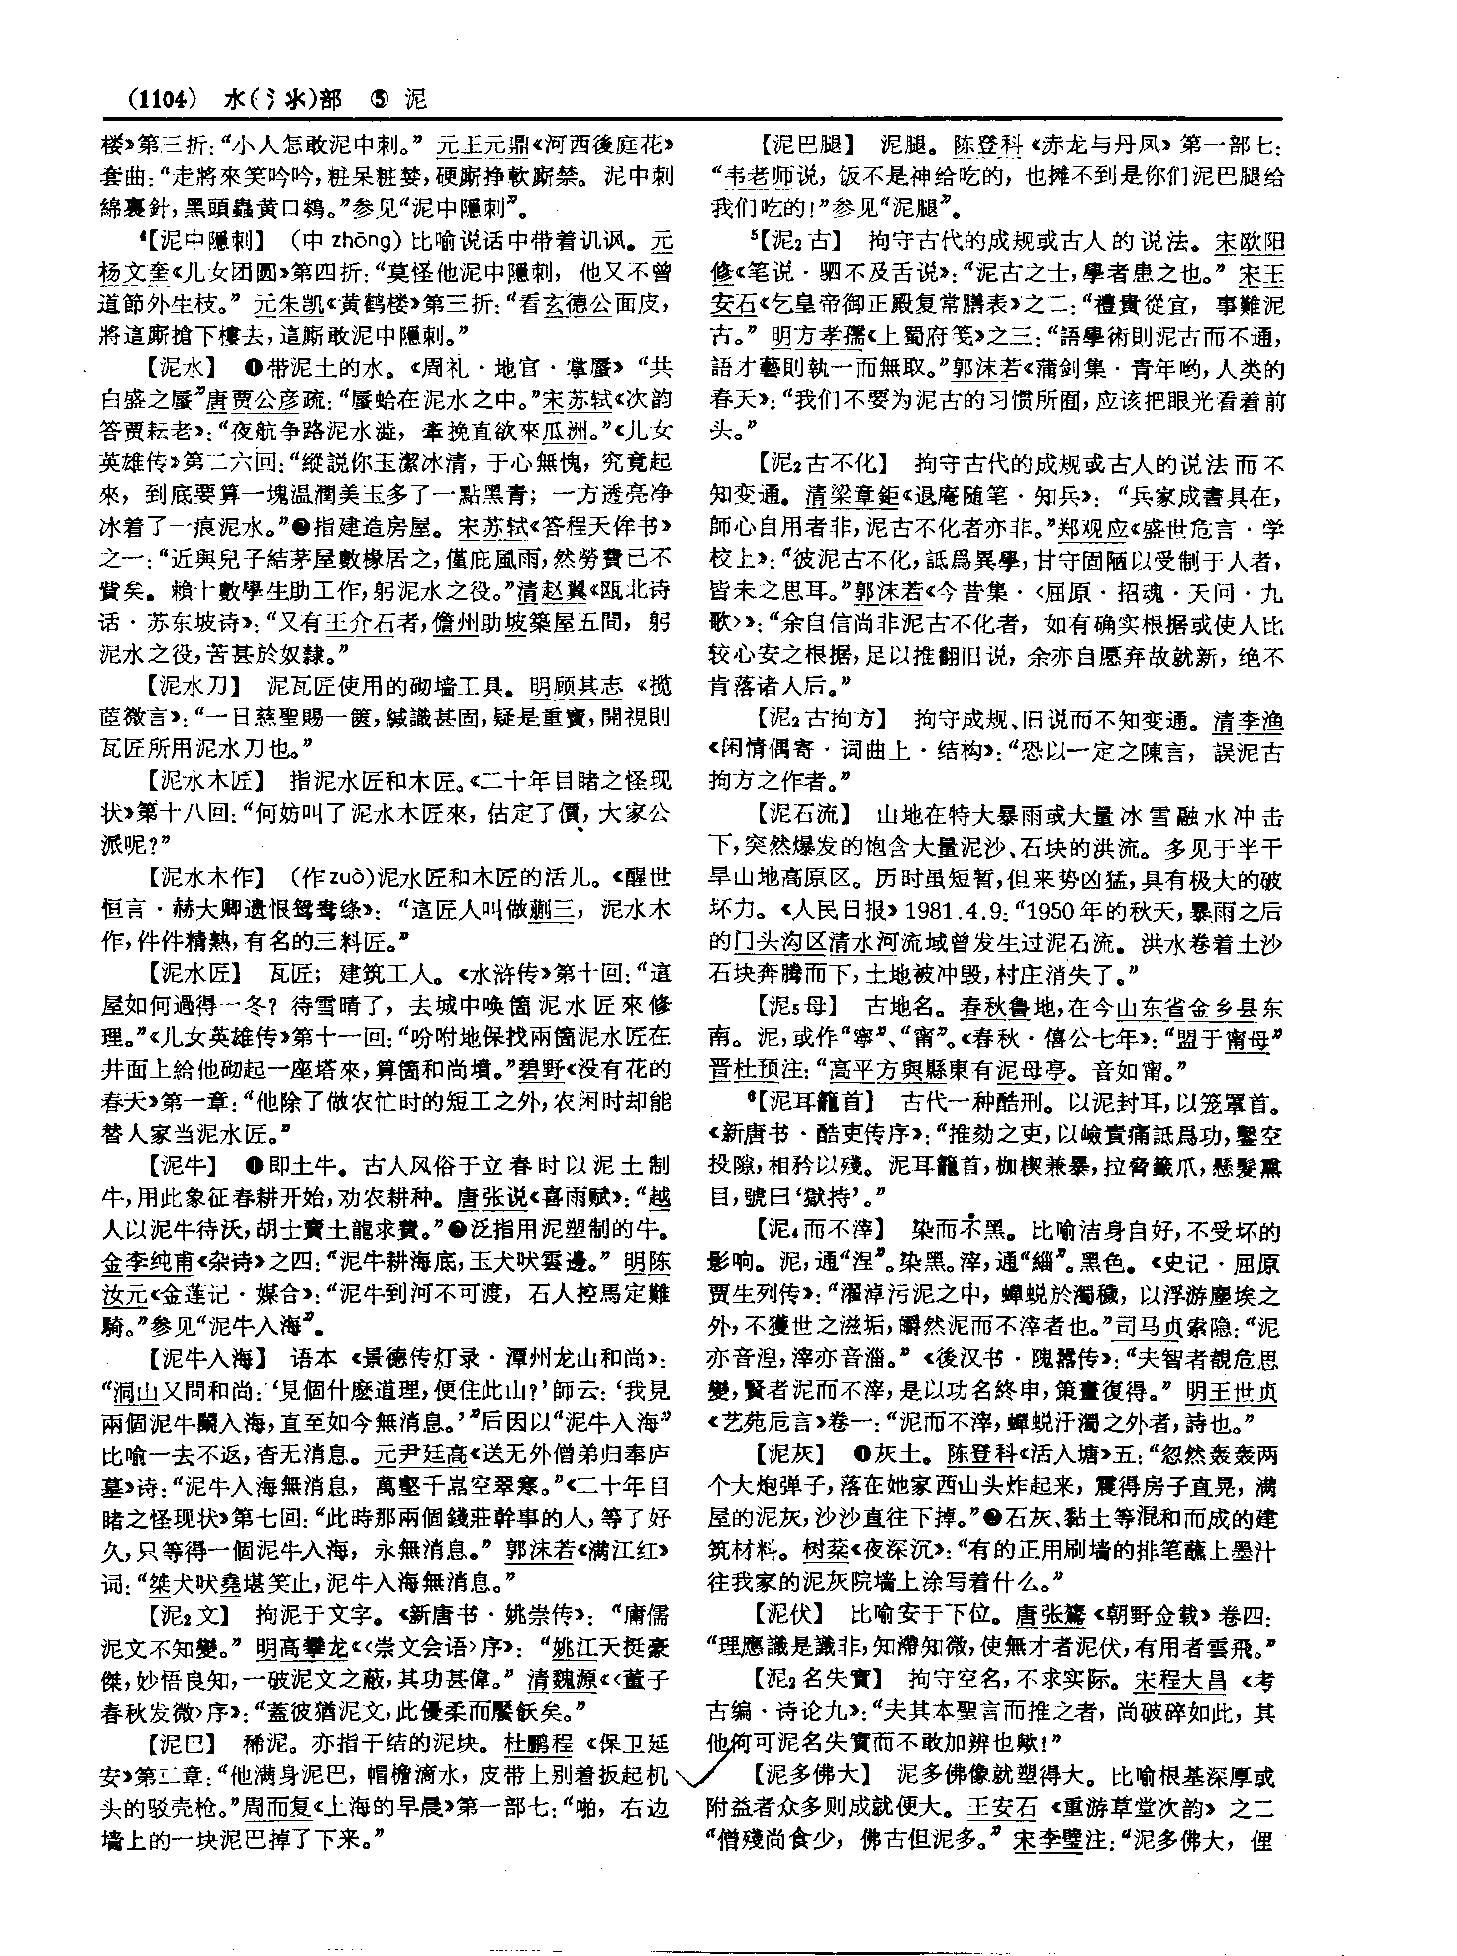 (1104) 水(氵氺)部 ⑤ 泥
楼》第三折:“小人怎敢泥中刺。” 元王元鼎《河西後庭花》
套曲:“走將來笑吟吟,粧呆粧婪,硬廝挣軟廝禁。泥中刺
綿裏針,黑頭蟲黄口鸱。”参见“泥中隱刺”。
4【泥中隱刺】 (中 zhōng) 比喻说话中带着讥讽。元
杨文奎《儿女团圆》第四折:“莫怪他泥中隱刺, 他又不曾
道節外生枝。” 元朱凯《黄鹤楼》第三折:“看玄德公面皮,
將這廝搶下樓去,這廝敢泥中隱刺。”
【泥水】 ❶带泥土的水。《周礼·地官·掌蜃》“共
白盛之蜃”唐贾公彦疏:“蜃蛤在泥水之中。”宋苏轼《次韵
答贾耘老》:“夜航争路泥水澁, 牽挽直欲來瓜洲。”《儿女
英雄传》第二六回:“縱説你玉潔冰清, 于心無愧, 究竟起
來, 到底要算一塊温潤美玉多了一點黑青; 一方透亮净
冰着了一痕泥水。”❷指建造房屋。宋苏轼《答程天侔书》
之一:“近與兒子結茅屋數椽居之,僅庇風雨,然勞費已不
貲矣。賴十數學生助工作,躬泥水之役。”清赵翼《瓯北诗
话·苏东坡诗》:“又有王介石者,儋州助坡築屋五間, 躬
泥水之役,苦甚於奴隸。”
【泥水刀】 泥瓦匠使用的砌墙工具。明顾其志《揽
茝微言》:“一日慈聖賜一篋,緘識甚固,疑是重寶,開視則
瓦匠所用泥水刀也。”
【泥水木匠】 指泥水匠和木匠。《二十年目睹之怪现
状》第十八回:“何妨叫了泥水木匠來, 估定了價, 大家公
派呢?”
【泥水木作】 (作 zuò)泥水匠和木匠的活儿。《醒世
恒言·赫大卿遗恨鸳鸯绦》: “這匠人叫做蒯三, 泥水木
作,件件精熟,有名的三料匠。”
【泥水匠】 瓦匠; 建筑工人。《水浒传》第十回:“這
屋如何過得一冬? 待雪晴了, 去城中唤箇泥水匠來修
理。”《儿女英雄传》第十一回:“吩咐地保找兩箇泥水匠在
井面上給他砌起一座塔來,算箇和尚墳。”碧野《没有花的
春天》第一章:“他除了做农忙时的短工之外,农闲时却能
替人家当泥水匠。”
【泥牛】 ❶即土牛。古人风俗于立春时以泥土制
牛,用此象征春耕开始,劝农耕种。唐张说《喜雨赋》:“越
人以泥牛待沃,胡士賣土龍求費。”❷泛指用泥塑制的牛。
金李纯甫《杂诗》之四:“泥牛耕海底,玉犬吠雲邊。” 明陈
汝元《金莲记·媒合》:“泥牛到河不可渡, 石人控馬定難
騎。”参见“泥牛入海”。
【泥牛入海】 语本《景德传灯录·潭州龙山和尚》:
“洞山又問和尚:‘見個什麽道理,便住此山?’師云:‘我見
兩個泥牛鬭入海,直至如今無消息。’”后因以“泥牛入海”
比喻一去不返,杳无消息。元尹廷高《送无外僧弟归奉庐
墓》诗:“泥牛入海無消息, 萬壑千嵓空翠寒。”《二十年目
睹之怪现状》第七回:“此時那兩個錢莊幹事的人,等了好
久,只等得一個泥牛入海, 永無消息。” 郭沫若《满江红》
词:“桀犬吠堯堪笑止,泥牛入海無消息。”
【泥₂文】 拘泥于文字。《新唐书·姚崇传》: “庸儒
泥文不知變。” 明高攀龙《〈崇文会语〉序》: “姚江天挺豪
傑,妙悟良知,一破泥文之蔽,其功甚偉。” 清魏源《〈董子
春秋发微〉序》:“蓋彼猶泥文,此優柔而饜飫矣。”
【泥巴】 稀泥。亦指干结的泥块。杜鹏程《保卫延
安》第二章:“他满身泥巴, 帽檐滴水, 皮带上别着扳起机
头的驳壳枪。”周而复《上海的早晨》第一部七:“啪, 右边
墙上的一块泥巴掉了下来。”
【泥巴腿】 泥腿。陈登科《赤龙与丹凤》第一部七:
“韦老师说, 饭不是神给吃的, 也摊不到是你们泥巴腿给
我们吃的!”参见“泥腿”。
5【泥₂古】 拘守古代的成规或古人的说法。宋欧阳
修《笔说·驷不及舌说》:“泥古之士,學者患之也。” 宋王
安石《乞皇帝御正殿复常膳表》之二:“禮貴從宜, 事難泥
古。” 明方孝孺《上蜀府笺》之三:“語學術則泥古而不通,
語才藝則執一而無取。”郭沫若《蒲剑集·青年哟,人类的
春天》:“我们不要为泥古的习惯所囿,应该把眼光看着前
头。”
【泥₂古不化】 拘守古代的成规或古人的说法而不
知变通。清梁章鉅《退庵随笔·知兵》: “兵家成書具在,
師心自用者非,泥古不化者亦非。”郑观应《盛世危言·学
校上》:“彼泥古不化,詆爲異學,甘守固陋以受制于人者,
皆未之思耳。”郭沫若《今昔集·〈屈原·招魂·天问·九
歌〉》:“余自信尚非泥古不化者, 如有确实根据或使人比
较心安之根据,足以推翻旧说, 余亦自愿弃故就新, 绝不
肯落诸人后。”
【泥₂古拘方】 拘守成规、旧说而不知变通。清李渔
《闲情偶寄·词曲上·结构》:“恐以一定之陳言, 誤泥古
拘方之作者。”
【泥石流】 山地在特大暴雨或大量冰雪融水冲击
下,突然爆发的饱含大量泥沙、石块的洪流。多见于半干
旱山地高原区。历时虽短暂,但来势凶猛,具有极大的破
坏力。《人民日报》1981.4.9:“1950年的秋天,暴雨之后
的门头沟区清水河流域曾发生过泥石流。洪水卷着土沙
石块奔腾而下,土地被冲毁,村庄消失了。”
【泥₅母】 古地名。春秋鲁地,在今山东省金乡县东
南。泥,或作“寧”、“甯”。《春秋·僖公七年》:“盟于甯母”
晋杜预注:“高平方與縣東有泥母亭。音如甯。”
6【泥耳籠首】 古代一种酷刑。以泥封耳,以笼罩首。
《新唐书·酷吏传序》:“推劾之吏,以嶮責痛詆爲功,鑿空
投隙,相矜以殘。泥耳籠首,枷楔兼暴,拉脅籤爪,懸髮熏
目,號曰‘獄持’。”
【泥₄而不滓】 染而不黑。比喻洁身自好,不受坏的
影响。泥,通“涅”。染黑。滓,通“緇”。黑色。《史记·屈原
贾生列传》:“濯淖污泥之中, 蟬蜕於濁穢, 以浮游塵埃之
外,不獲世之滋垢,皭然泥而不滓者也。”司马贞索隐:“泥
亦音涅,滓亦音淄。” 《後汉书·隗嚣传》:“夫智者覩危思
變,賢者泥而不滓,是以功名終申,策畫復得。” 明王世贞
《艺苑卮言》卷一:“泥而不滓,蟬蜕汙濁之外者,詩也。”
【泥灰】 ❶灰土。陈登科《活人塘》五:“忽然轰轰两
个大炮弹子,落在她家西山头炸起来, 震得房子直晃, 满
屋的泥灰,沙沙直往下掉。”❷石灰、黏土等混和而成的建
筑材料。树棻《夜深沉》:“有的正用刷墙的排笔蘸上墨汁
往我家的泥灰院墙上涂写着什么。”
【泥伏】 比喻安于下位。唐张鷟《朝野佥载》卷四:
“理應識是識非,知滯知微,使無才者泥伏,有用者雲飛。”
【泥₂名失實】 拘守空名,不求实际。宋程大昌《考
古编·诗论九》:“夫其本聖言而推之者, 尚破碎如此, 其
他何可泥名失實而不敢加辨也歟!”
【泥多佛大】 泥多佛像就塑得大。比喻根基深厚或
附益者众多则成就便大。王安石《重游草堂次韵》之二
“僧殘尚食少, 佛古但泥多。” 宋李壁注:“泥多佛大, 俚